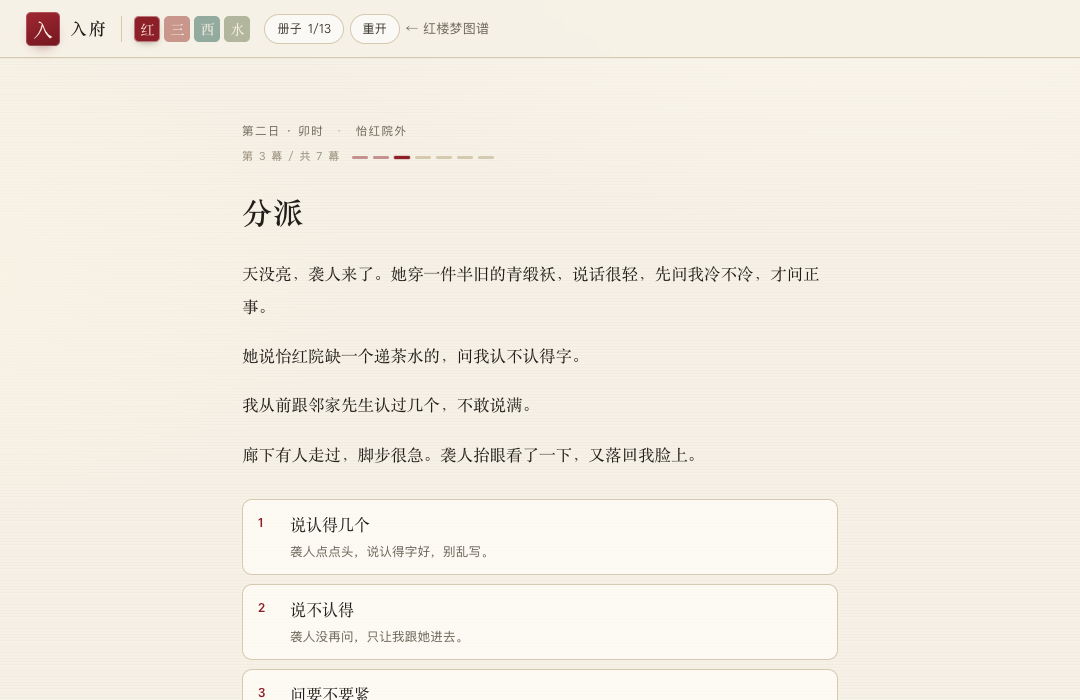 入 入府 红 三 西 水 册子 1/13 重开 ← 红楼梦图谱
第二日 · 卯时 · 怡红院外
第 3 幕 / 共 7 幕
分派
天没亮，袭人来了。她穿一件半旧的青缎袄，说话很轻，先问我冷不冷，才问正
事。
她说怡红院缺一个递茶水的，问我认不认得字。
我从前跟邻家先生认过几个，不敢说满。
廊下有人走过，脚步很急。袭人抬眼看了一下，又落回我脸上。
1 说认得几个
袭人点点头，说认得字好，别乱写。
2 说不认得
袭人没再问，只让我跟她进去。
3 问要不要紧